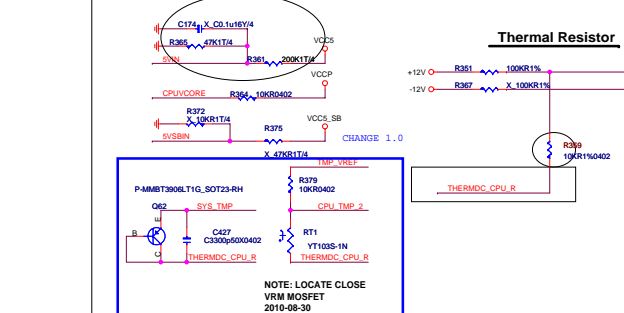 C174 X_C0.1u16Y/4
R365 47K1T/4
VCC5
5VIN R361 200K1T/4
VCCP
CPUVCORE R364 10KR0402
R372
X_10KR1T/4
VCC5_SB
5VSBIN R375
CHANGE 1.0
X_47KR1T/4
Thermal Resistor
+12V R351 100KR1%
-12V R367 X_100KR1%
R359
10KR1%0402
THERMDC_CPU_R
TMP_VREF
R379
10KR0402
P-MMBT3906LT1G_SOT23-RH
Q62 SYS_TMP CPU_TMP_2
E
B
C
C427
C3300p50X0402
RT1
YT103S-1N
THERMDC_CPU_R THERMDC_CPU_R
NOTE: LOCATE CLOSE
VRM MOSFET
2010-08-30